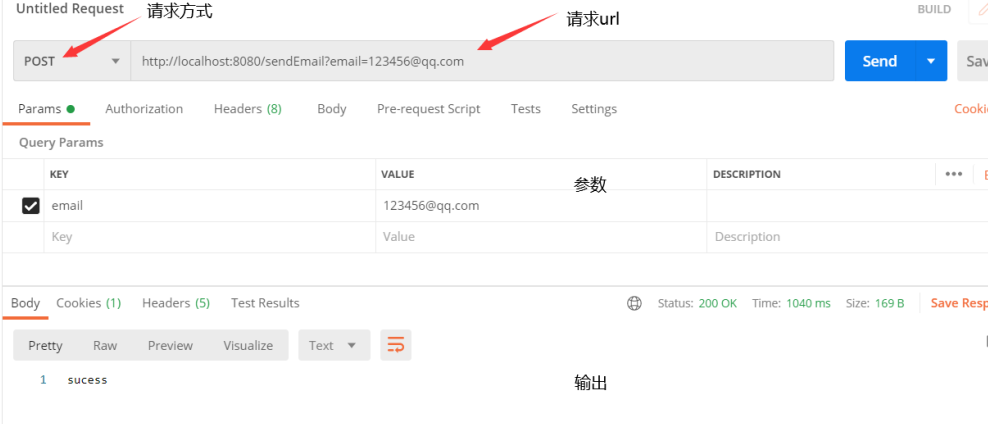 Untitled Request 请求方式 请求url BUILD
POST http://localhost:8080/sendEmail?email=123456@qq.com Send Sav
Params Authorization Headers (8) Body Pre-request Script Tests Settings Cookie
Query Params
KEY VALUE 参数 DESCRIPTION
email 123456@qq.com
Key Value Description
Body Cookies (1) Headers (5) Test Results Status: 200 OK Time: 1040 ms Size: 169 B Save Resp
Pretty Raw Preview Visualize Text
1 sucess 输出